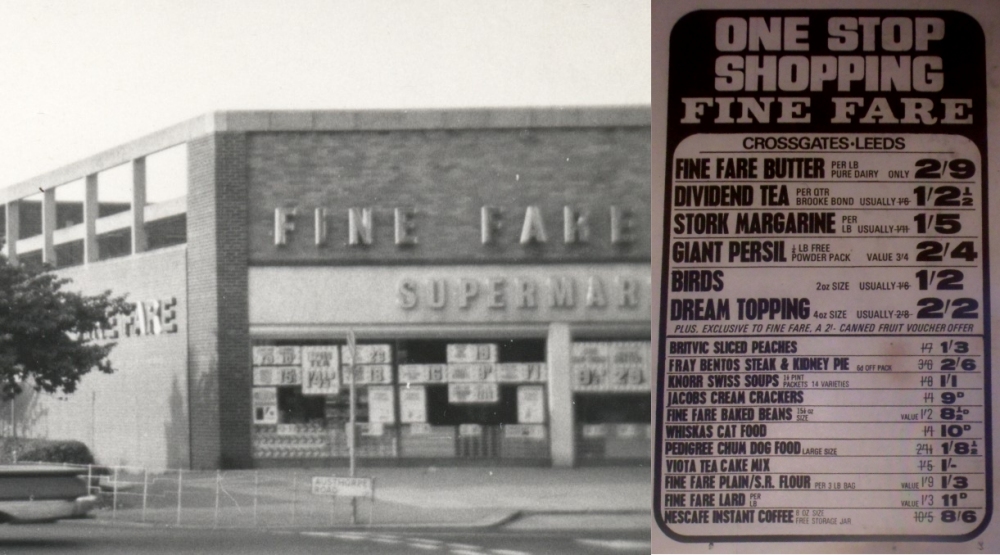 FINE FARE
SUPERMAR
FARE
AUSTHORPE
ROAD
ONE STOP
SHOPPING
FINE FARE
CROSSGATES·LEEDS
FINE FARE BUTTER PER LB PURE DAIRY ONLY 2/9
DIVIDEND TEA PER QTR BROOKE BOND USUALLY 1/6 1/2½
STORK MARGARINE PER LB USUALLY 1/11 1/5
GIANT PERSIL ½ LB FREE POWDER PACK VALUE 3/4 2/4
BIRDS 2oz SIZE USUALLY 1/6 1/2
DREAM TOPPING 4oz SIZE USUALLY 2/8 2/2
PLUS, EXCLUSIVE TO FINE FARE, A 2/- CANNED FRUIT VOUCHER OFFER
BRITVIC SLICED PEACHES 1/7 1/3
FRAY BENTOS STEAK & KIDNEY PIE 6d OFF PACK 3/8 2/6
KNORR SWISS SOUPS PINT PACKETS 14 VARIETIES 1/8 1/1
JACOBS CREAM CRACKERS 9D
FINE FARE BAKED BEANS 15¾ oz SIZE VALUE 1/2 8½D
WHISKAS CAT FOOD 1/1 10D
PEDIGREE CHUM DOG FOOD LARGE SIZE 1/8½
VIOTA TEA CAKE MIX 1/5 1/-
FINE FARE PLAIN/S.R. FLOUR PER 3 LB BAG VALUE 1/9 1/3
FINE FARE LARD PER LB VALUE 1/3 11D
NESCAFE INSTANT COFFEE 8 OZ SIZE FREE STORAGE JAR 10/5 8/6